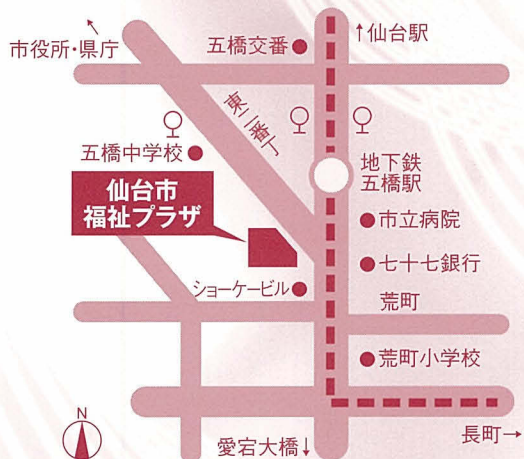 ↑仙台駅
市役所・県庁
五橋交番
東二番丁
五橋中学校
地下鉄
五橋駅
仙台市
福祉プラザ
市立病院
七十七銀行
ショーケービル
荒町
荒町小学校
N
愛宕大橋↓
長町→